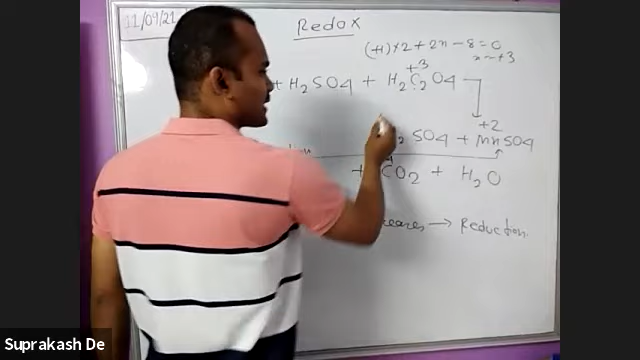 11/09/21
Redox
(+1)×2 + 2x - 8 = 0
x = +3
+3
+ H2SO4 + H2C2O4
+2
SO4 + MnSO4
+ CO2 + H2O
→ Reduction
Suprakash De